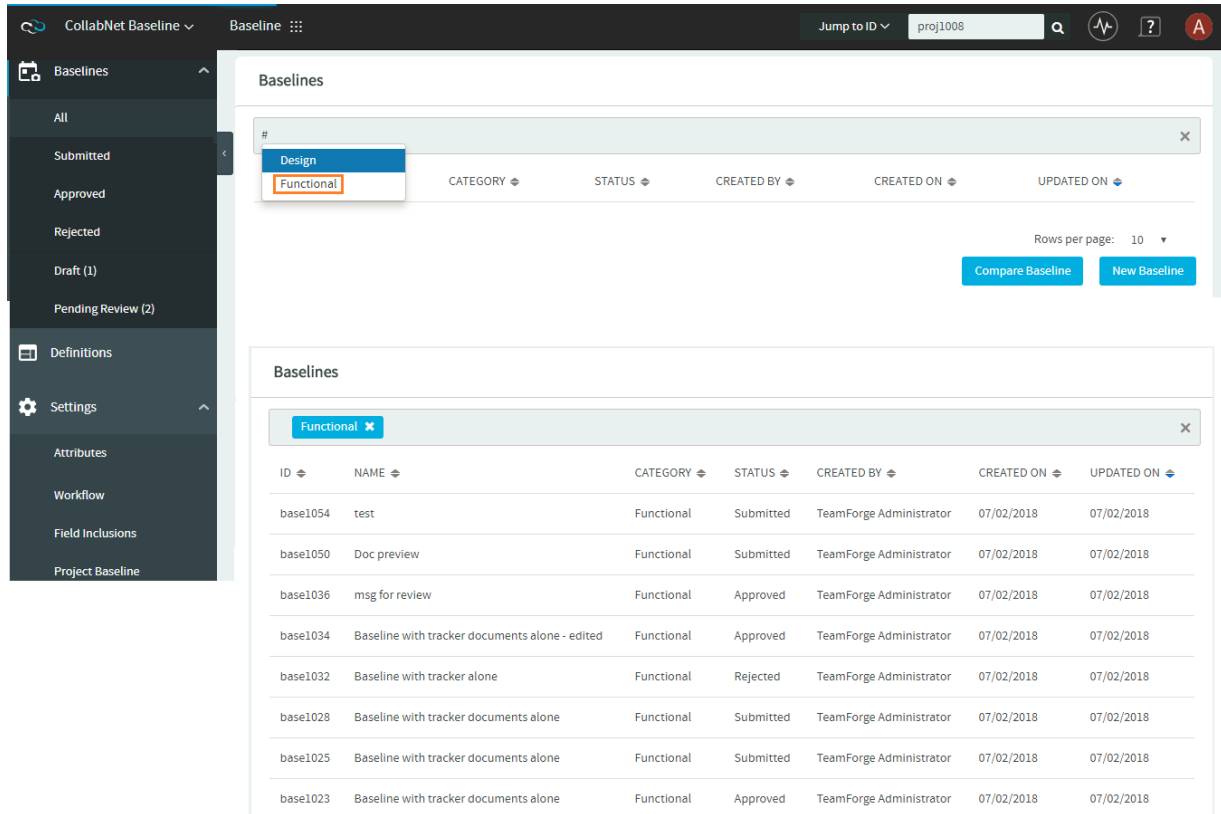 CollabNet Baseline
Baseline
Jump to ID
proj1008
?
A
Baselines
All
Submitted
Approved
Rejected
Draft (1)
Pending Review (2)
Definitions
Settings
Attributes
Workflow
Field Inclusions
Project Baseline
Baselines
#
Design
Functional
CATEGORY STATUS CREATED BY CREATED ON UPDATED ON
Rows per page: 10
Compare Baseline New Baseline
Baselines
Functional
ID NAME CATEGORY STATUS CREATED BY CREATED ON UPDATED ON
base1054 test Functional Submitted TeamForge Administrator 07/02/2018 07/02/2018
base1050 Doc preview Functional Submitted TeamForge Administrator 07/02/2018 07/02/2018
base1036 msg for review Functional Approved TeamForge Administrator 07/02/2018 07/02/2018
base1034 Baseline with tracker documents alone - edited Functional Approved TeamForge Administrator 07/02/2018 07/02/2018
base1032 Baseline with tracker alone Functional Rejected TeamForge Administrator 07/02/2018 07/02/2018
base1028 Baseline with tracker documents alone Functional Submitted TeamForge Administrator 07/02/2018 07/02/2018
base1025 Baseline with tracker documents alone Functional Submitted TeamForge Administrator 07/02/2018 07/02/2018
base1023 Baseline with tracker documents alone Functional Approved TeamForge Administrator 07/02/2018 07/02/2018